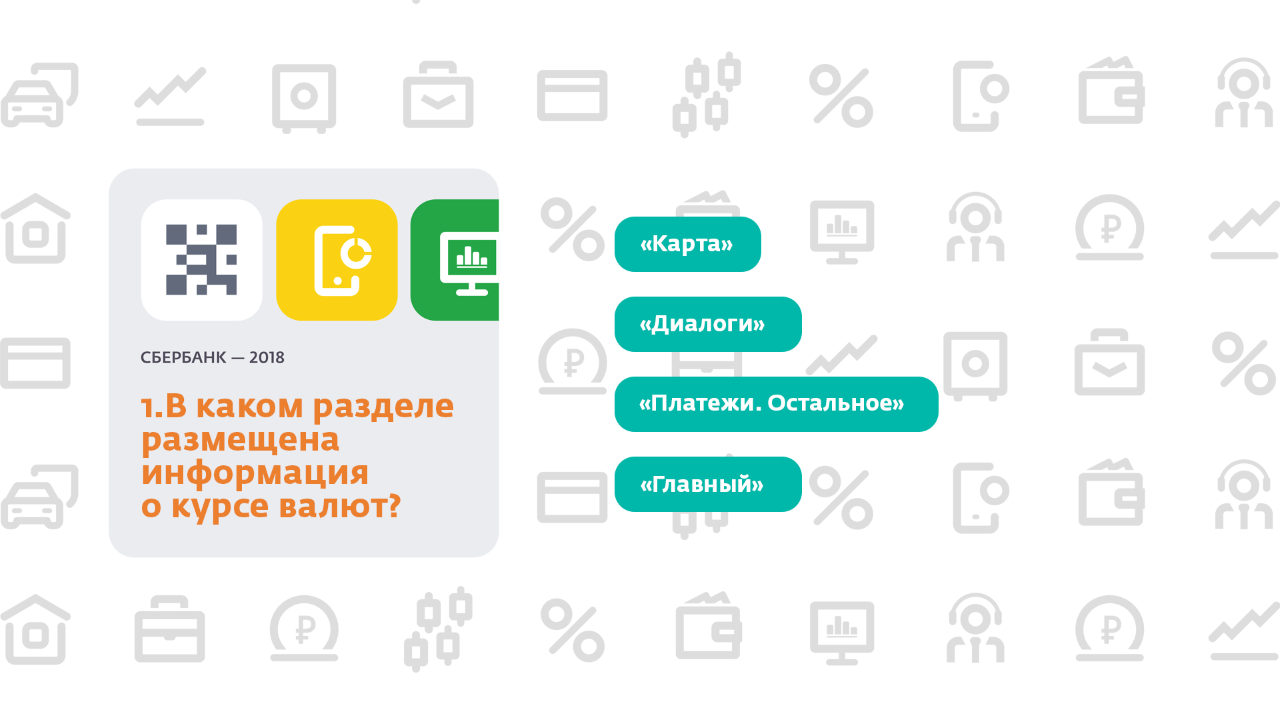 СБЕРБАНК — 2018
1.В каком разделе
размещена
информация
о курсе валют?
«Карта»
«Диалоги»
«Платежи. Остальное»
«Главный»